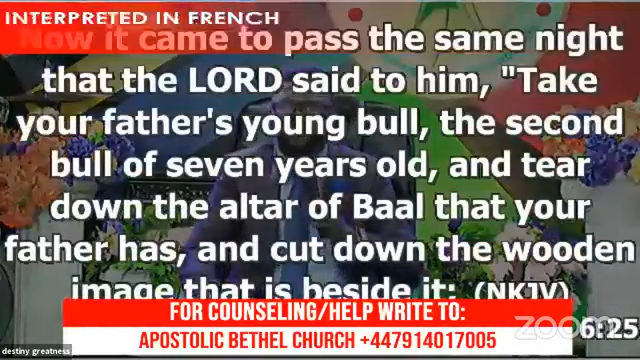 INTERPRETED IN FRENCH
Now it came to pass the same night
that the LORD said to him, "Take
your father's young bull, the second
bull of seven years old, and tear
down the altar of Baal that your
father has, and cut down the wooden
image that is beside it; (NKJV)
FOR COUNSELING/HELP WRITE TO:
APOSTOLIC BETHEL CHURCH +447914017005
zoom
6:25
destiny greatness